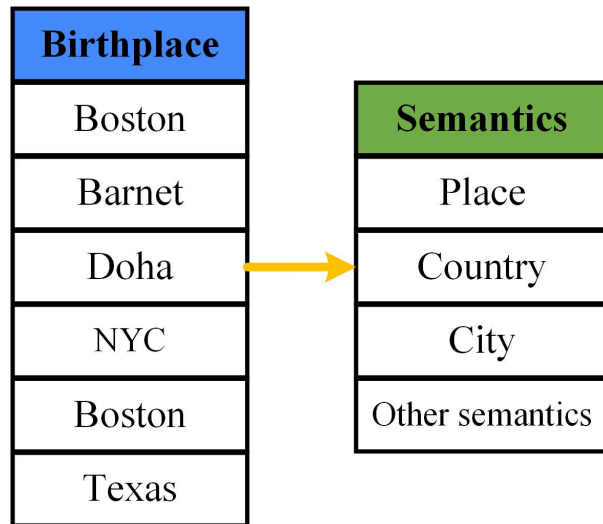 Birthplace
Boston
Barnet
Doha
NYC
Boston
Texas
Semantics
Place
Country
City
Other semantics